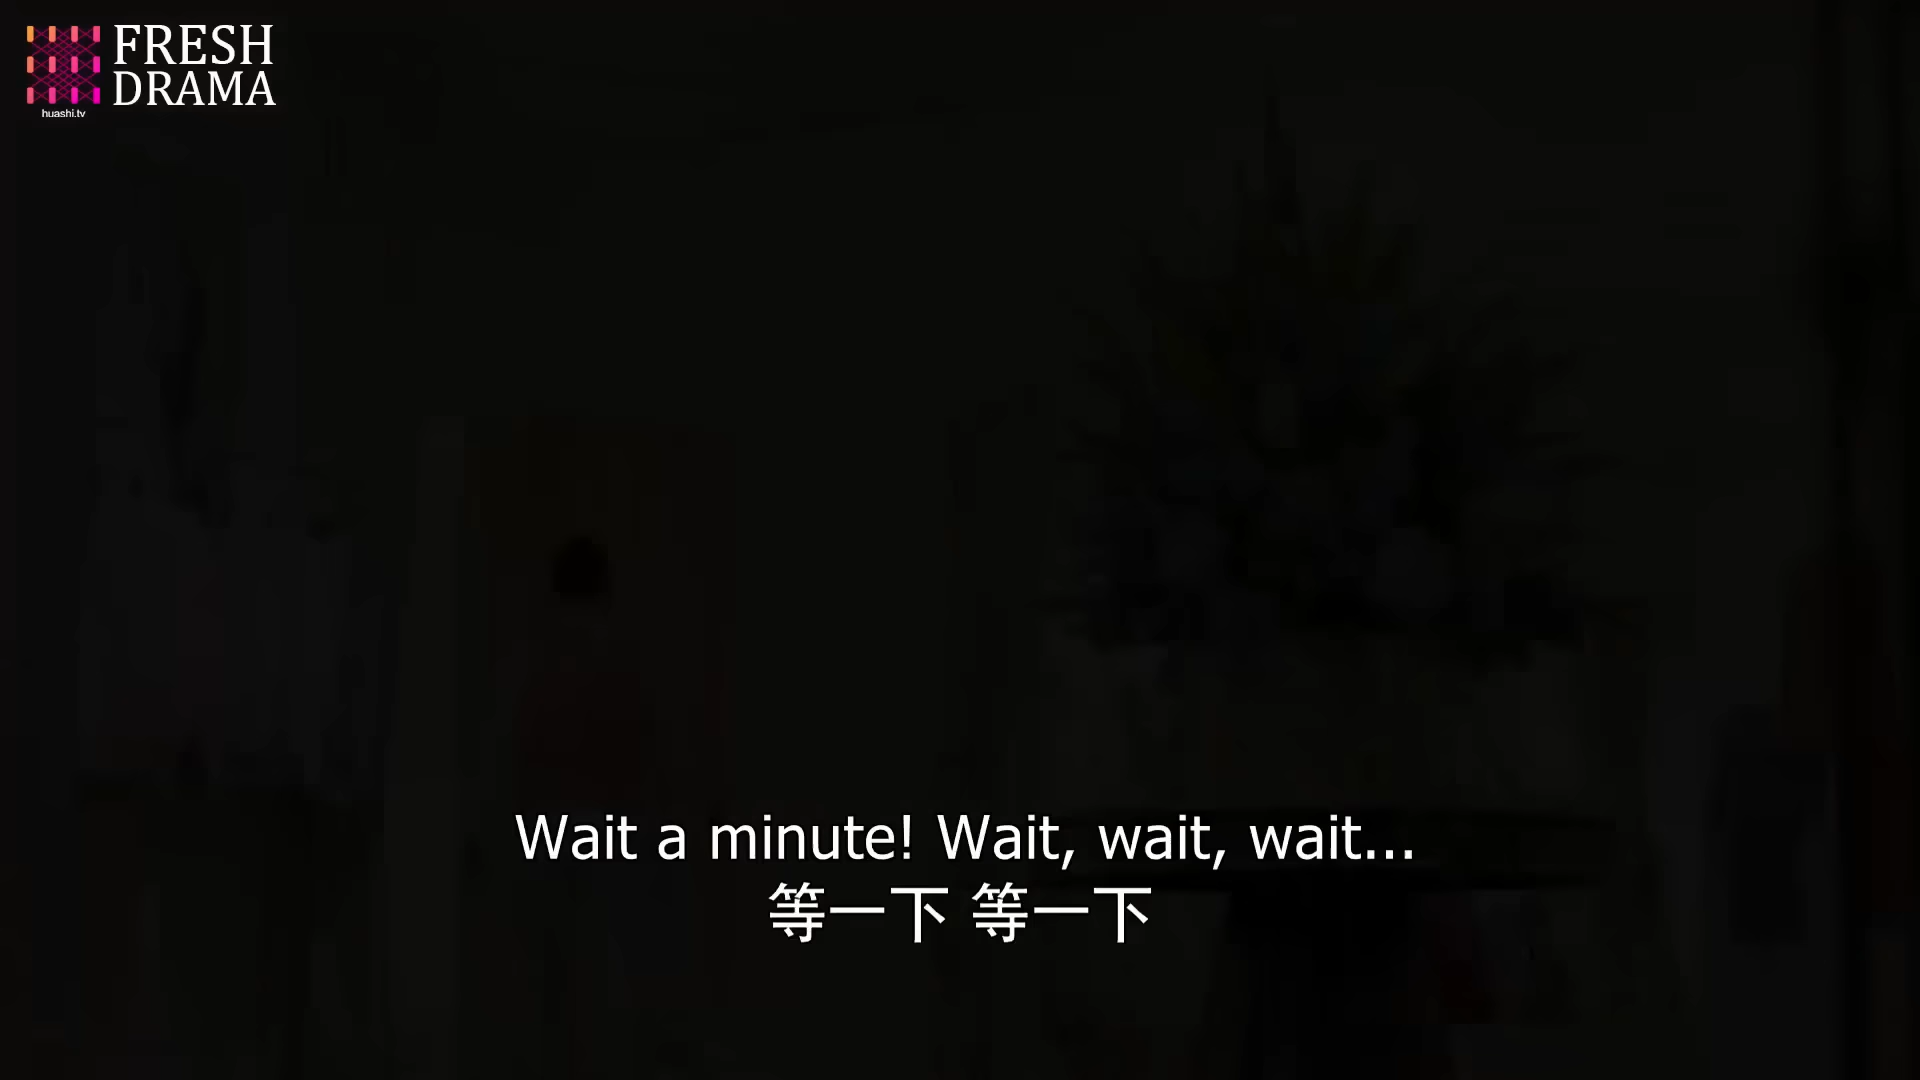 FRESH
DRAMA
huashi.tv
Wait a minute! Wait, wait, wait...
等一下 等一下